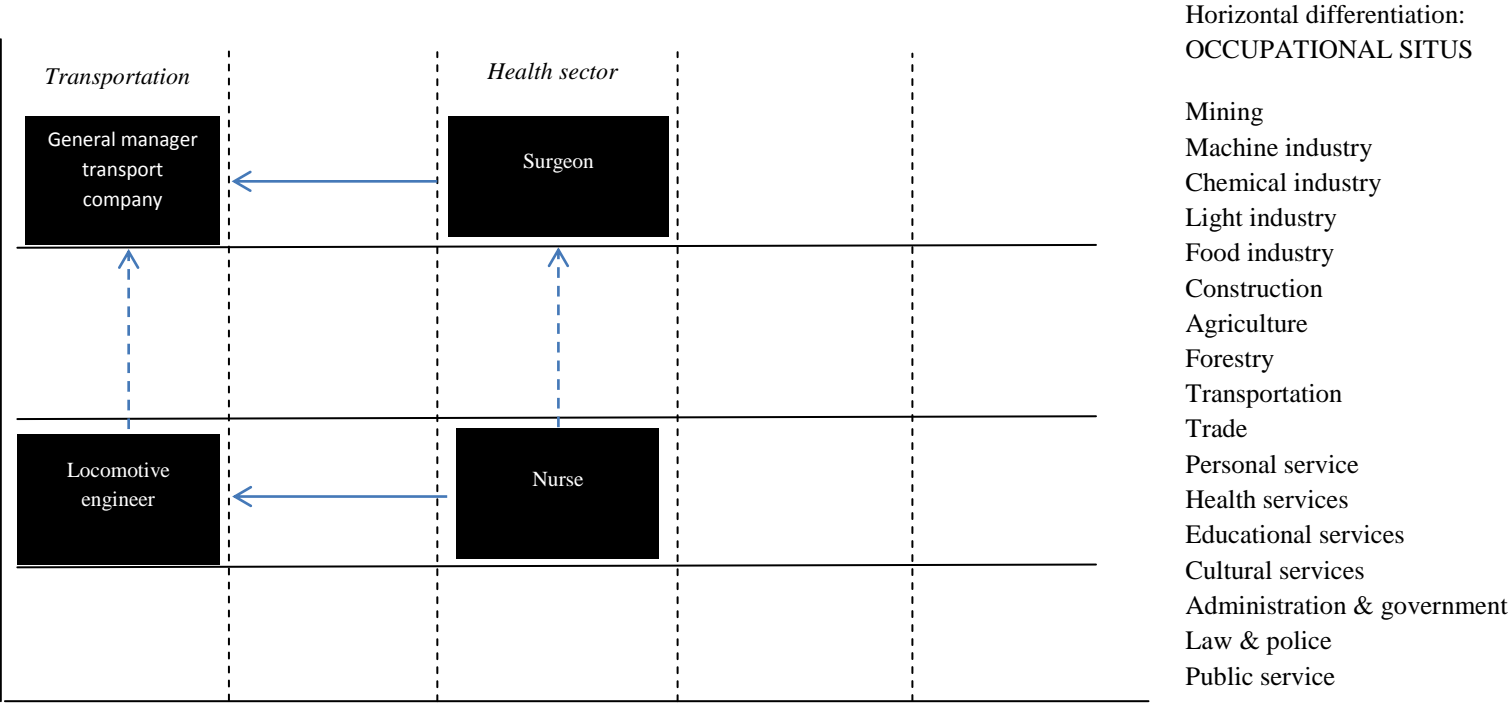 Transportation
Health sector
General manager
transport
company
Surgeon
Locomotive
engineer
Nurse
Horizontal differentiation:
OCCUPATIONAL SITUS
Mining
Machine industry
Chemical industry
Light industry
Food industry
Construction
Agriculture
Forestry
Transportation
Trade
Personal service
Health services
Educational services
Cultural services
Administration & government
Law & police
Public service